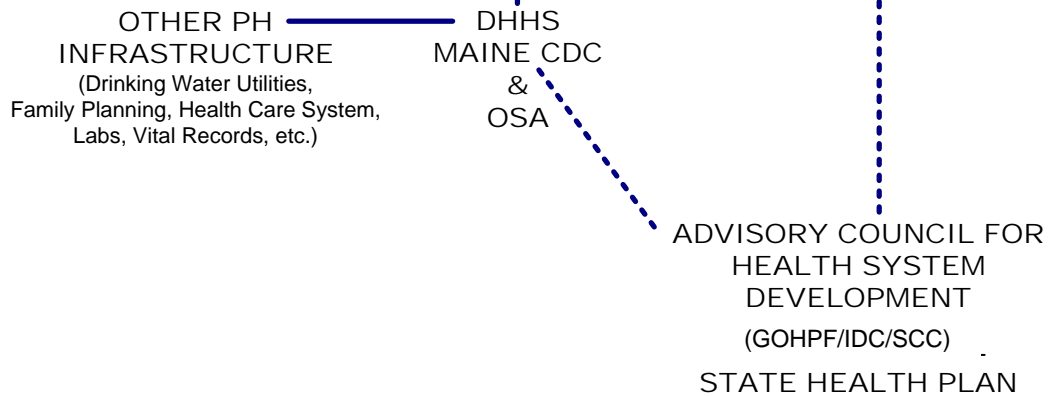 OTHER PH
INFRASTRUCTURE
(Drinking Water Utilities,
Family Planning, Health Care System,
Labs, Vital Records, etc.)
DHHS
MAINE CDC
&
OSA
ADVISORY COUNCIL FOR
HEALTH SYSTEM
DEVELOPMENT
(GOHPF/IDC/SCC)
STATE HEALTH PLAN